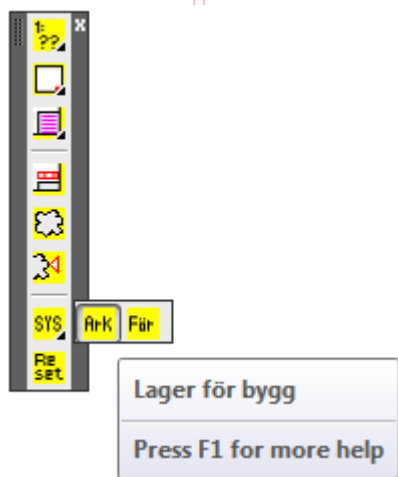 1:
??
x
SYS
Ark
För
Re
set
Lager för bygg
Press F1 for more help